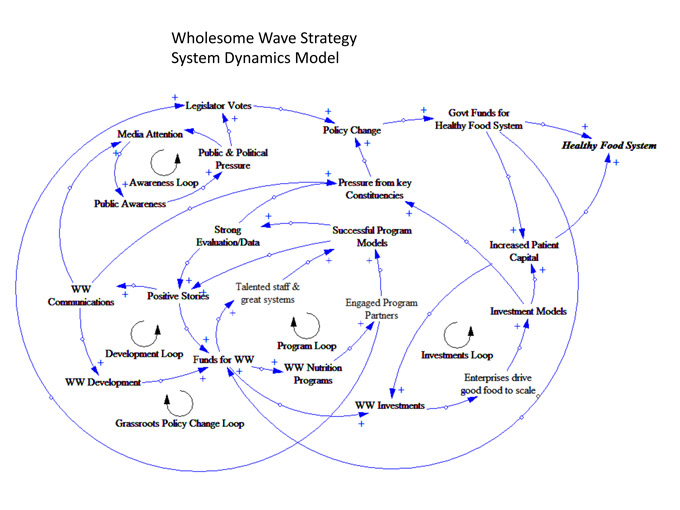 Wholesome Wave Strategy
System Dynamics Model
+
Legislator Votes
+
+
Policy Change
+
Govt Funds for
Healthy Food System
+
Healthy Food System
+
+
Media Attention
+
Public & Political
Pressure
+
+
Awareness Loop
+
Public Awareness
+
+
Pressure from key
Constituencies
+
+
Strong
Evaluation/Data
+
Successful Program
Models
+
+
Increased Patient
Capital
+
WW
Communications
+
Positive Stories
+
+
Talented staff &
great systems
+
Engaged Program
Partners
+
Investment Models
+
Development Loop
Program Loop
Investments Loop
+
Funds for WW
+
+
+
WW Nutrition
Programs
+
WW Development
Enterprises drive
good food to scale
+
+
WW Investments
+
Grassroots Policy Change Loop